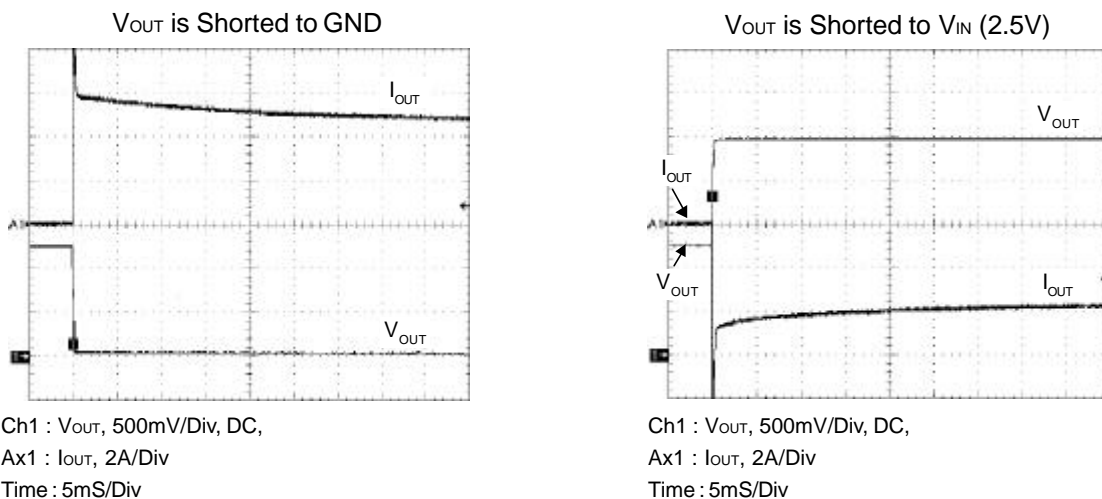 VOUT is Shorted to GND
IOUT
VOUT
Ch1 : VOUT, 500mV/Div, DC,
Ax1 : IOUT, 2A/Div
Time : 5mS/Div
VOUT is Shorted to VIN (2.5V)
VOUT
IOUT
VOUT
IOUT
Ch1 : VOUT, 500mV/Div, DC,
Ax1 : IOUT, 2A/Div
Time : 5mS/Div